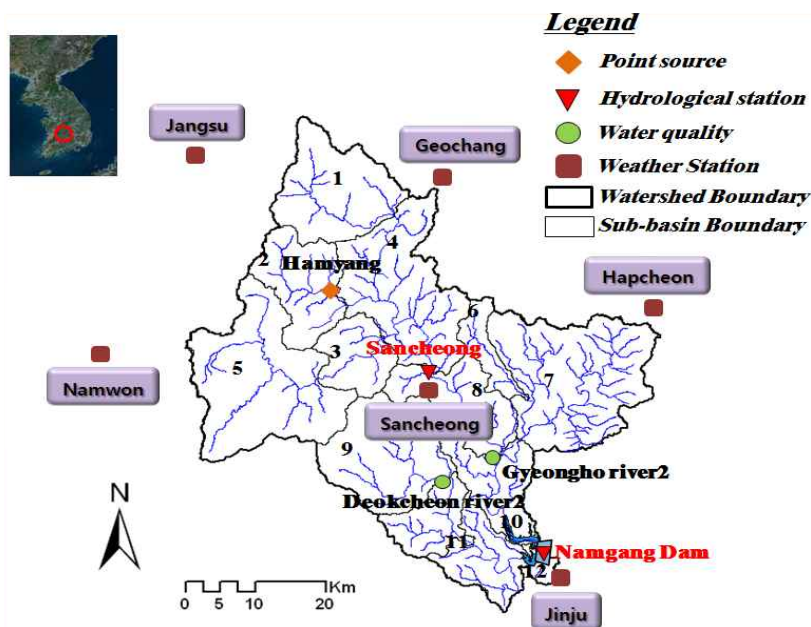 Legend
Point source
Hydrological station
Water quality
Weather Station
Watershed Boundary
Sub-basin Boundary
Jangsu
Geochang
1
4
2
Hamyang
Hapcheon
6
3
Sancheong
5
7
Namwon
8
Sancheong
9
Gyeongho river2
N
Deokcheon river2
10
11
Namgang Dam
12
Km
0 5 10 20
Jinju